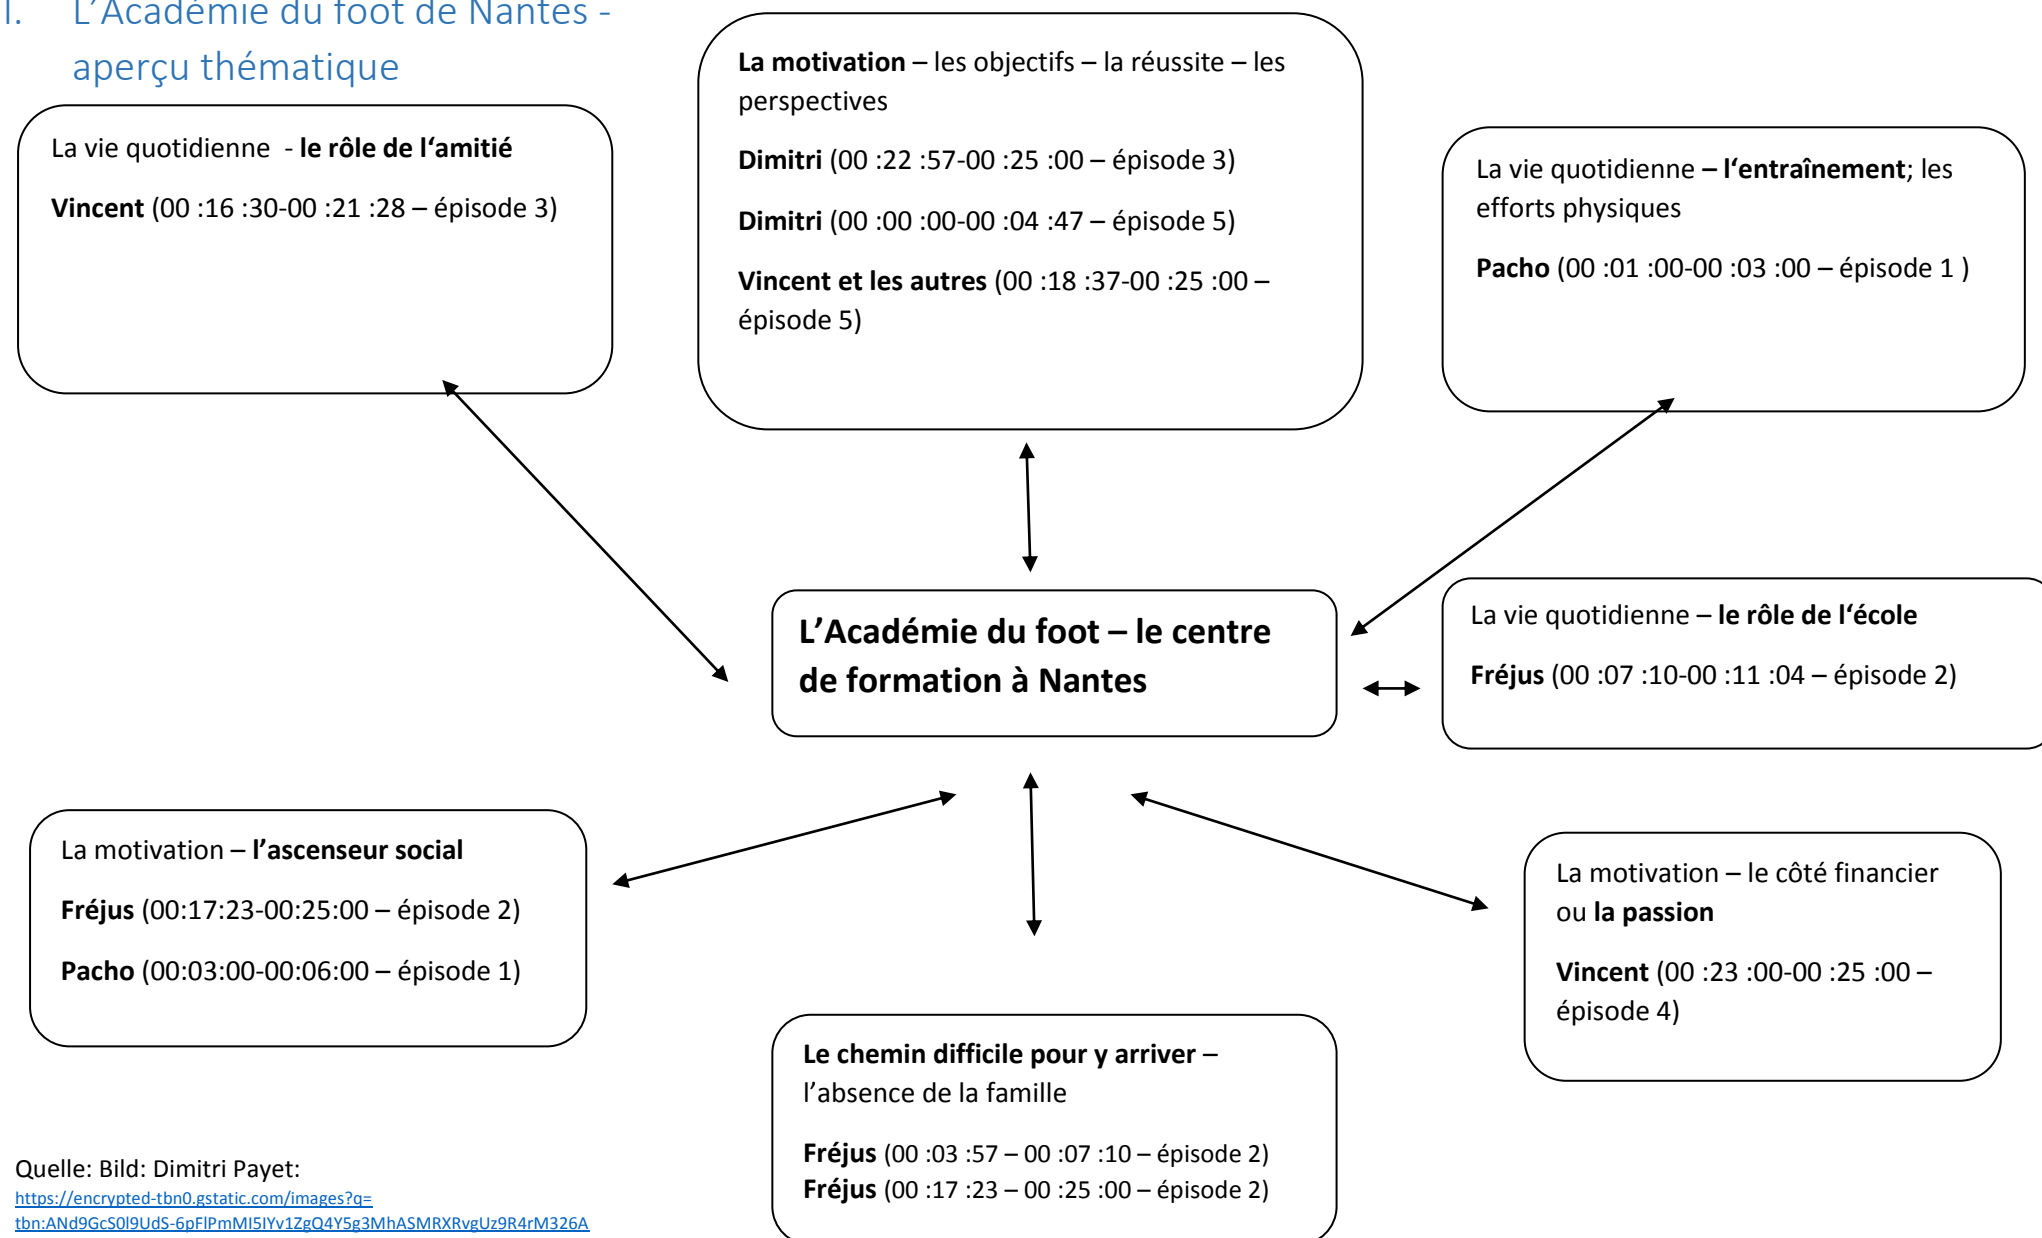 I. L’Académie du foot de Nantes -
aperçu thématique
La vie quotidienne - le rôle de l‘amitié
Vincent (00 :16 :30-00 :21 :28 – épisode 3)
La motivation – les objectifs – la réussite – les
perspectives
Dimitri (00 :22 :57-00 :25 :00 – épisode 3)
Dimitri (00 :00 :00-00 :04 :47 – épisode 5)
Vincent et les autres (00 :18 :37-00 :25 :00 –
épisode 5)
La vie quotidienne – l‘entraînement; les
efforts physiques
Pacho (00 :01 :00-00 :03 :00 – épisode 1 )
L’Académie du foot – le centre
de formation à Nantes
La vie quotidienne – le rôle de l‘école
Fréjus (00 :07 :10-00 :11 :04 – épisode 2)
La motivation – l’ascenseur social
Fréjus (00:17:23-00:25:00 – épisode 2)
Pacho (00:03:00-00:06:00 – épisode 1)
La motivation – le côté financier
ou la passion
Vincent (00 :23 :00-00 :25 :00 –
épisode 4)
Le chemin difficile pour y arriver –
l’absence de la famille
Fréjus (00 :03 :57 – 00 :07 :10 – épisode 2)
Fréjus (00 :17 :23 – 00 :25 :00 – épisode 2)
Quelle: Bild: Dimitri Payet:
https://encrypted-tbn0.gstatic.com/images?q=
tbn:ANd9GcS0l9UdS-6pFlPmMI5IYv1ZgQ4Y5g3MhASMRXRvgUz9R4rM326A